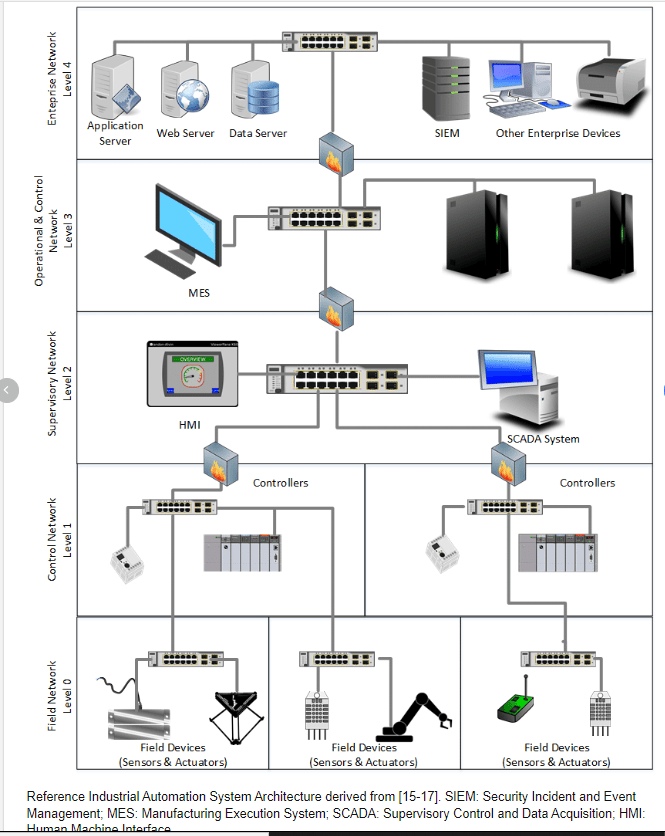 Enteprise Network
Level 4
Application
Server
Web Server
Data Server
SIEM
Other Enterprise Devices
Operational & Control
Network
Level 3
MES
Supervisory Network
Level 2
OVERVIEW
HMI
SCADA System
Control Network
Level 1
Controllers
Controllers
Field Network
Level 0
Field Devices
(Sensors & Actuators)
Field Devices
(Sensors & Actuators)
Field Devices
(Sensors & Actuators)
Reference Industrial Automation System Architecture derived from [15-17]. SIEM: Security Incident and Event
Management; MES: Manufacturing Execution System; SCADA: Supervisory Control and Data Acquisition; HMI:
Human Machine Interface